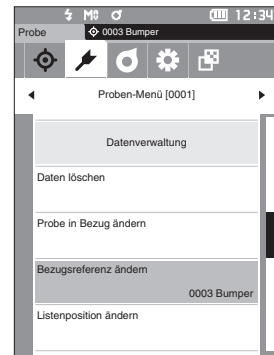 M0 12:34
Probe 0003 Bumper
Proben-Menü [0001]
Datenverwaltung
Daten löschen
Probe in Bezug ändern
Bezugsreferenz ändern
0003 Bumper
Listenposition ändern